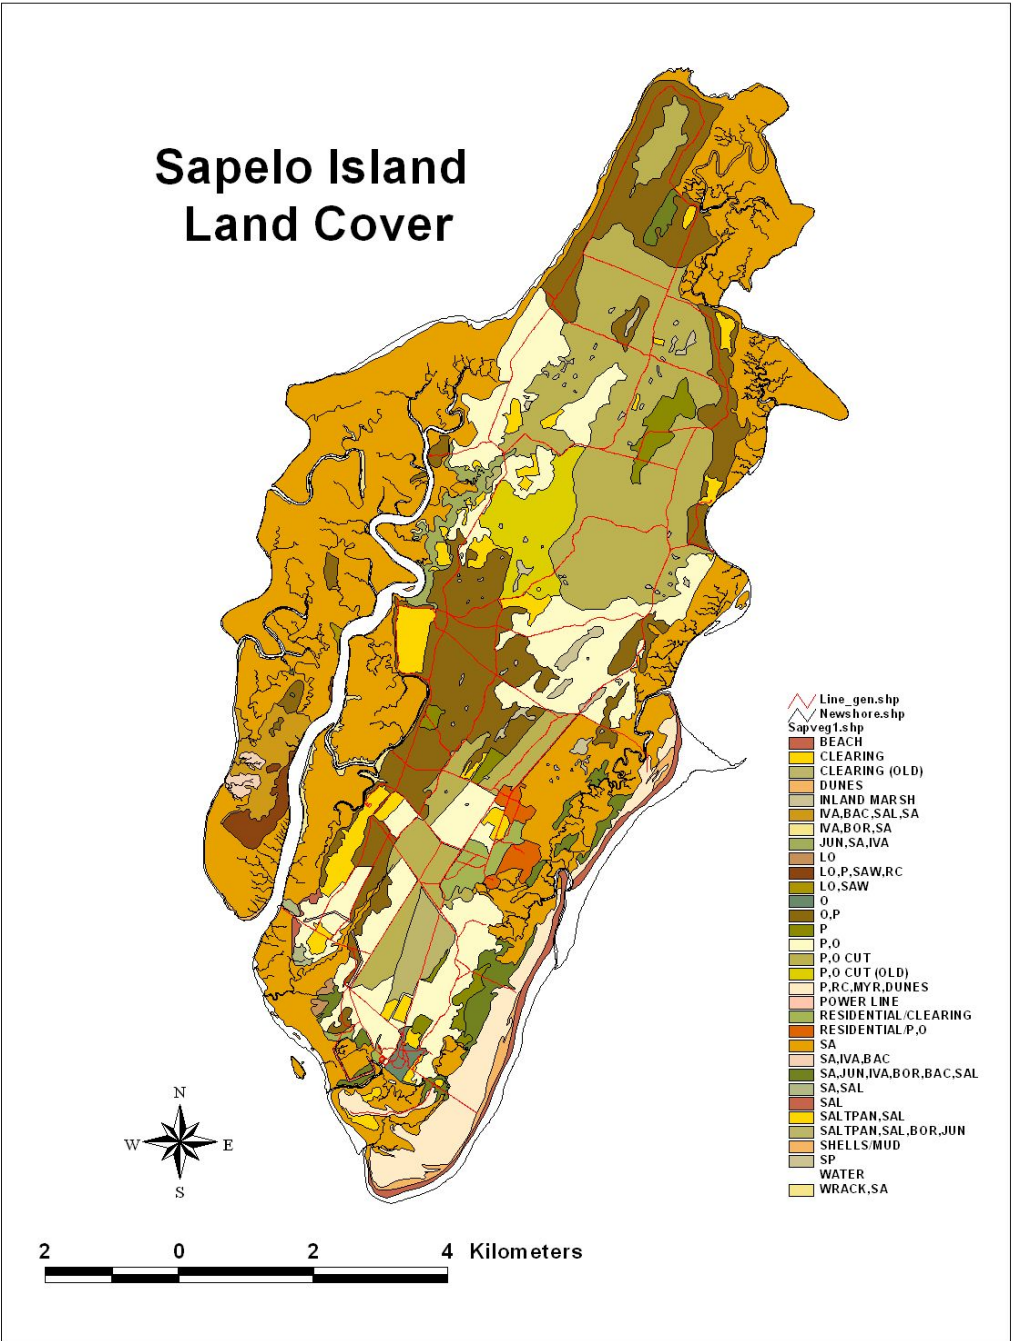 Sapelo Island
Land Cover
Line_gen.shp
Newshore.shp
Sapveg1.shp
BEACH
CLEARING
CLEARING (OLD)
DUNES
INLAND MARSH
IVA,BAC,SAL,SA
IVA,BOR,SA
JUN,SA,IVA
LO
LO,P,SAW,RC
LO,SAW
O
O,P
P
P,O
P,O CUT
P,O CUT (OLD)
P,RC,MYR,DUNES
POWER LINE
RESIDENTIAL/CLEARING
RESIDENTIAL/P,O
SA
SA,IVA,BAC
SA,JUN,IVA,BOR,BAC,SAL
SA,SAL
SAL
SALTPAN,SAL
SALTPAN,SAL,BOR,JUN
SHELLS/MUD
SP
WATER
WRACK,SA
N
W E
S
2 0 2 4 Kilometers